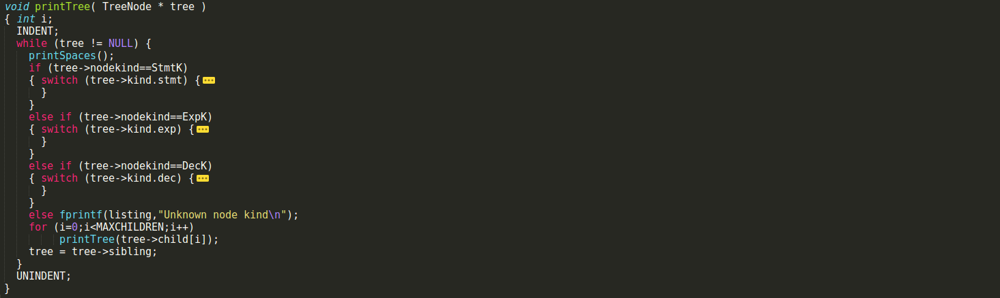 void printTree( TreeNode * tree )
{ int i;
  INDENT;
  while (tree != NULL) {
    printSpaces();
    if (tree->nodekind==StmtK)
    { switch (tree->kind.stmt) {
      }
    }
    else if (tree->nodekind==ExpK)
    { switch (tree->kind.exp) {
      }
    }
    else if (tree->nodekind==DecK)
    { switch (tree->kind.dec) {
      }
    }
    else fprintf(listing,"Unknown node kind\n");
    for (i=0;i<MAXCHILDREN;i++)
         printTree(tree->child[i]);
    tree = tree->sibling;
  }
  UNINDENT;
}